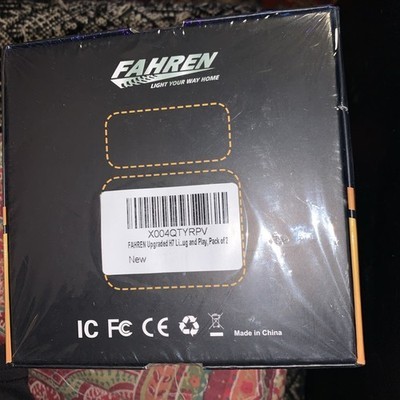 FAHREN
LIGHT YOUR WAY HOME
X004QTYRPV
FAHREN Upgraded H7 Li...ug and Play, Pack of 2
New
IC FC CE Made in China